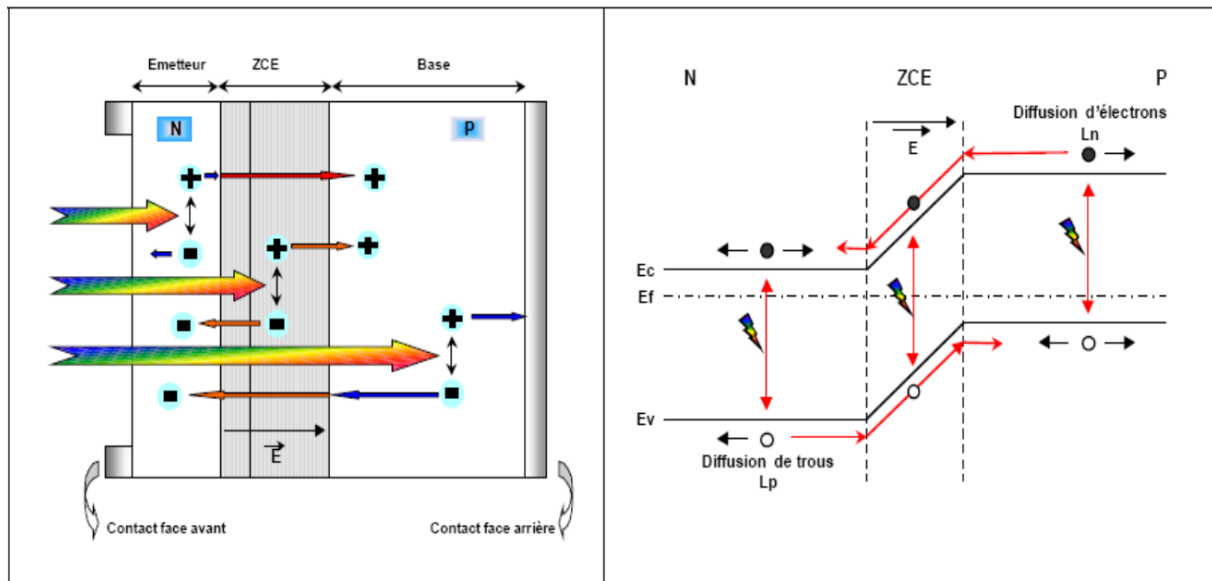 Emetteur ZCE Base
N P
E
Contact face avant Contact face arrière
N ZCE P
Diffusion d'électrons
Ln
E
Ec
Ef
Ev
Diffusion de trous
Lp